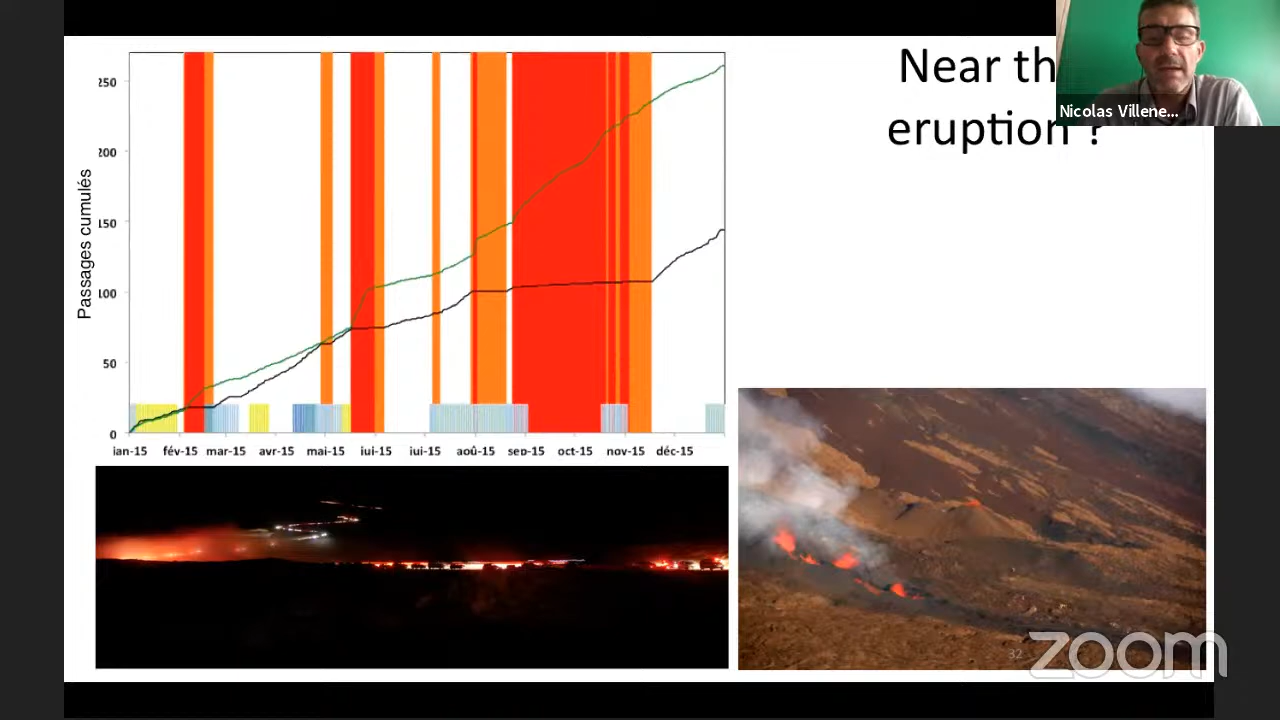 Near th
eruption ?
Nicolas Villene...
Passages cumulés
250
200
150
100
50
0
jan-15 fév-15 mar-15 avr-15 mai-15 jui-15 jui-15 aoû-15 sep-15 oct-15 nov-15 déc-15
32
zoom